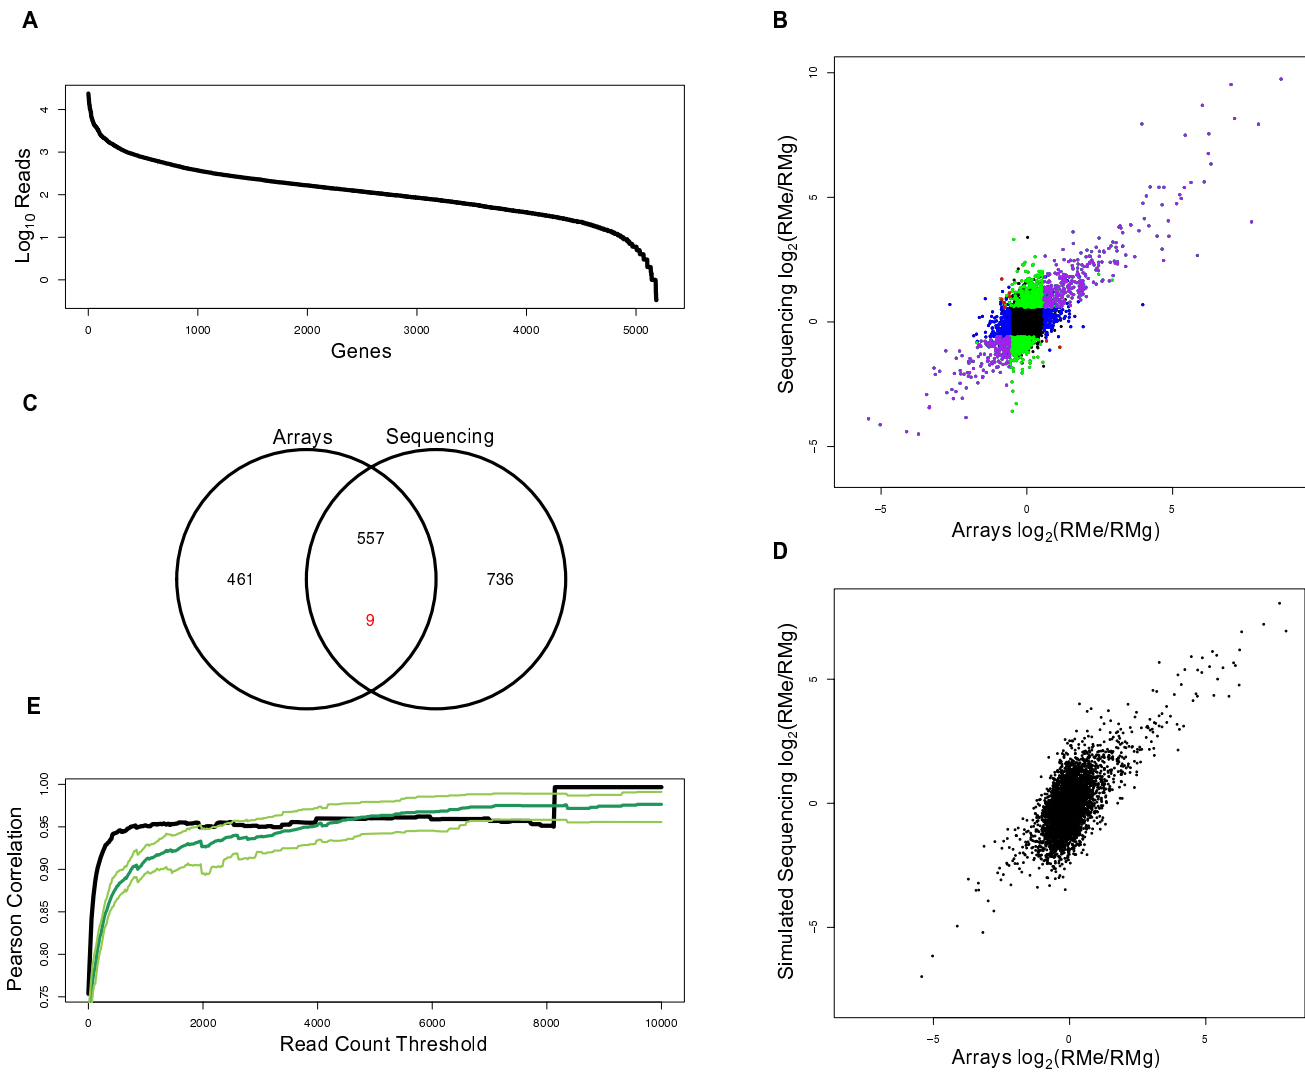 A
Log10 Reads
4
3
2
1
0
0 1000 2000 3000 4000 5000
Genes
B
Sequencing log2(RMe/RMg)
10
5
0
−5
−5 0 5
Arrays log2(RMe/RMg)
C
Arrays Sequencing
557
461 736
9
D
Simulated Sequencing log2(RMe/RMg)
5
0
−5
−5 0 5
Arrays log2(RMe/RMg)
E
Pearson Correlation
1.00
0.95
0.90
0.85
0.80
0.75
0 2000 4000 6000 8000 10000
Read Count Threshold